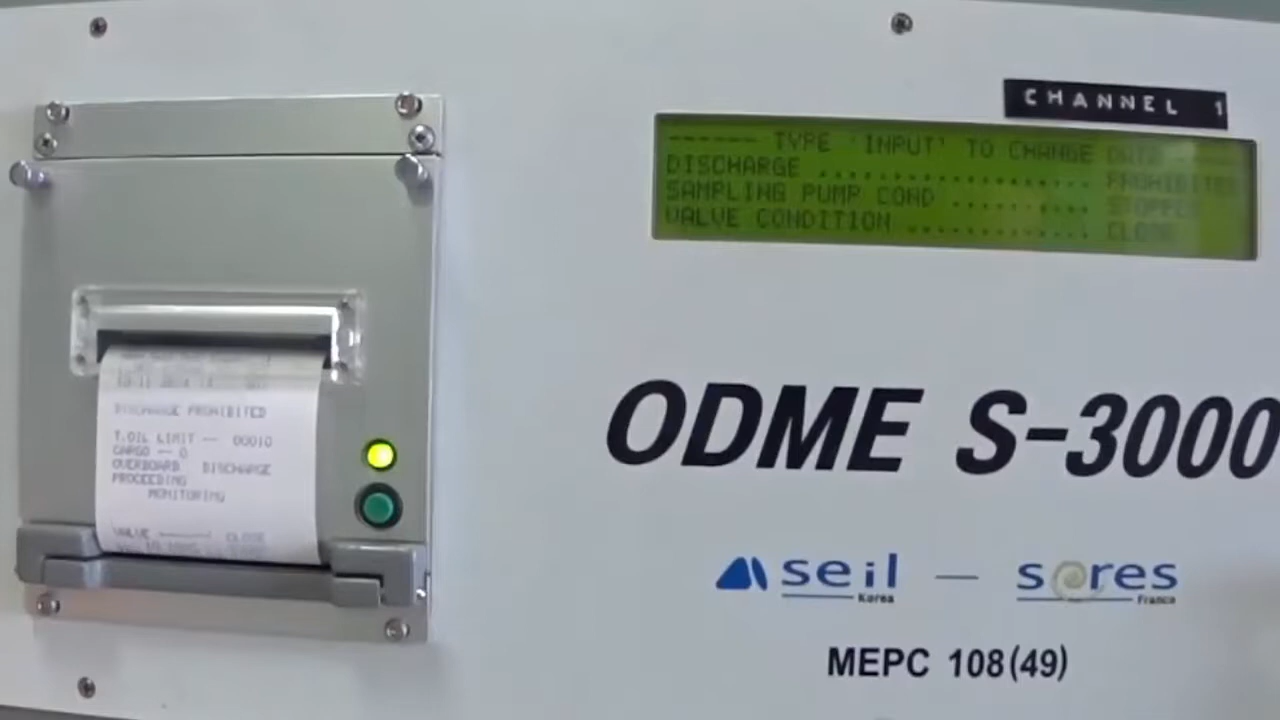 CHANNEL 1
------ TYPE 'INPUT' TO CHANGE DATA
DISCHARGE .................... PROHIBITED
SAMPLING PUMP COND .......... STOPPED
VALVE CONDITION .............. CLOSE
DISCHARGE PROHIBITED
T.OIL LIMIT -- 00010
CARGO -- 0
OVERBOARD DISCHARGE
PROCEEDING
MONITORING
VALVE ------ CLOSE
ODME S-3000
seil
Korea
sores
France
MEPC 108(49)